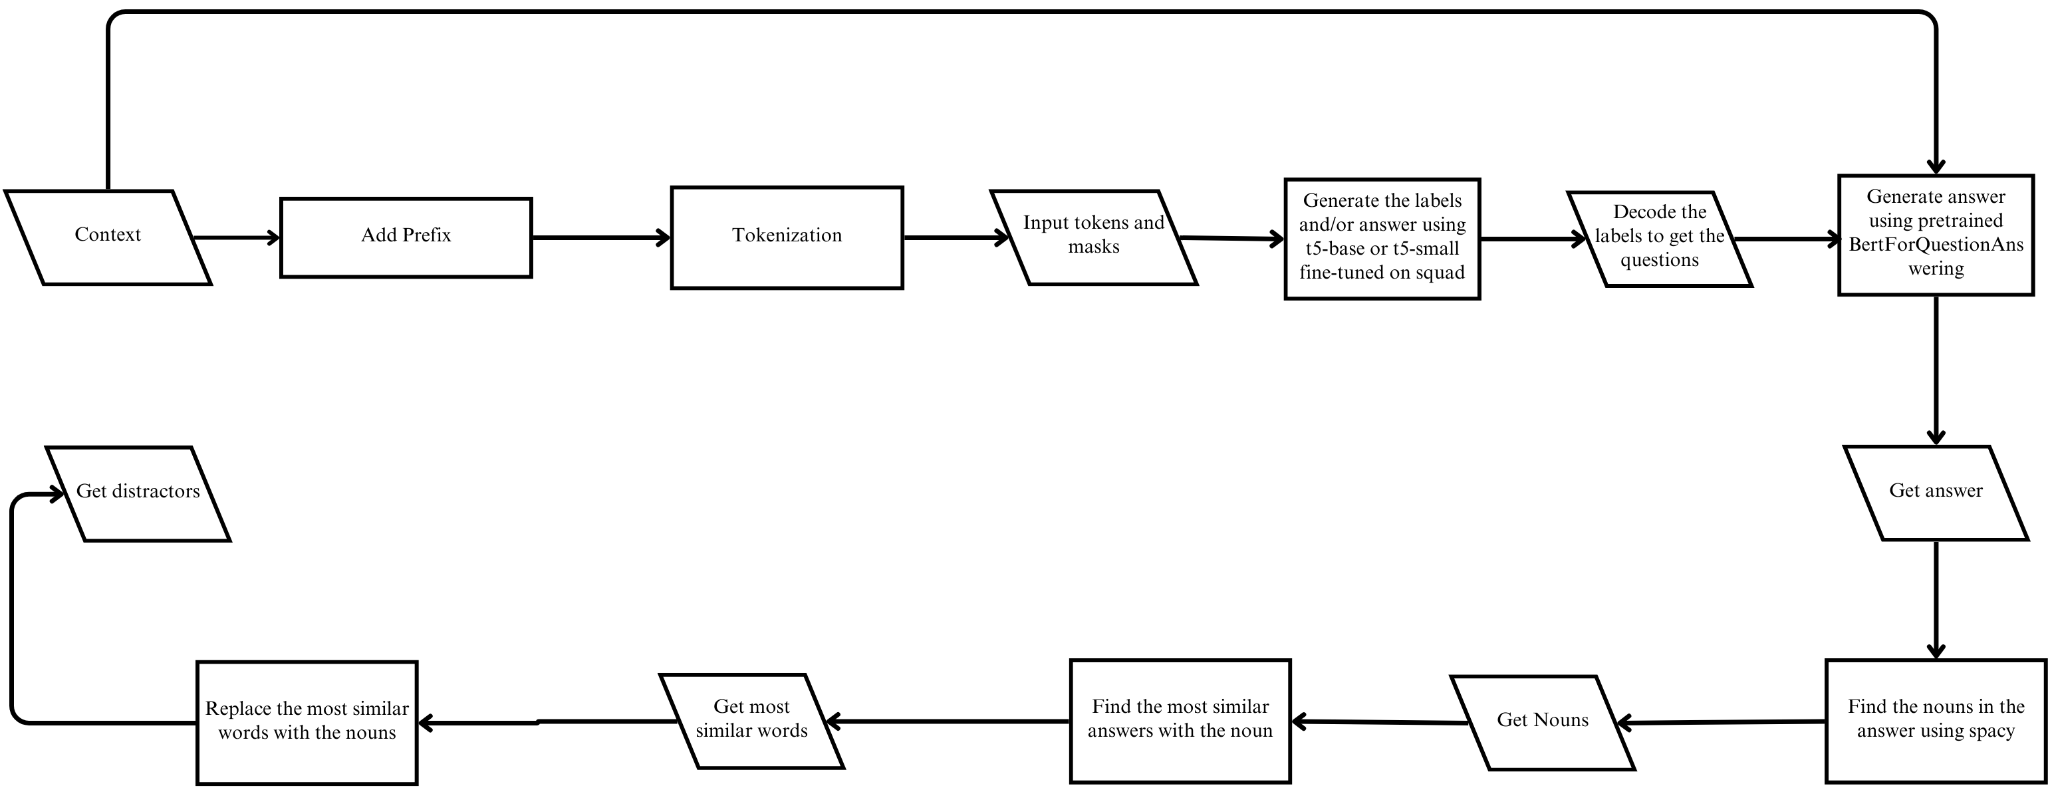 Context
Add Prefix
Tokenization
Input tokens and
masks
Generate the labels
and/or answer using
t5-base or t5-small
fine-tuned on squad
Decode the
labels to get the
questions
Generate answer
using pretrained
BertForQuestionAns
wering
Get answer
Find the nouns in the
answer using spacy
Get Nouns
Find the most similar
answers with the noun
Get most
similar words
Replace the most similar
words with the nouns
Get distractors